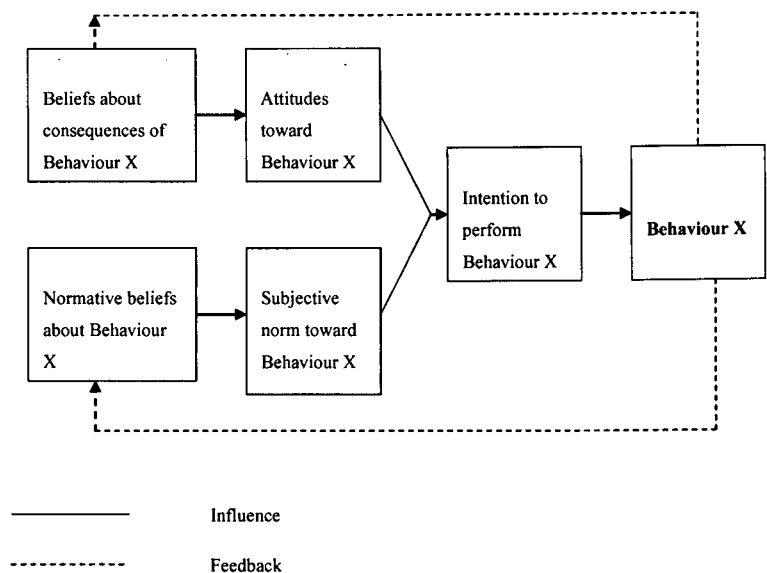 Beliefs about
consequences of
Behaviour X
Attitudes
toward
Behaviour X
Intention to
perform
Behaviour X
Behaviour X
Normative beliefs
about Behaviour
X
Subjective
norm toward
Behaviour X
Influence
Feedback